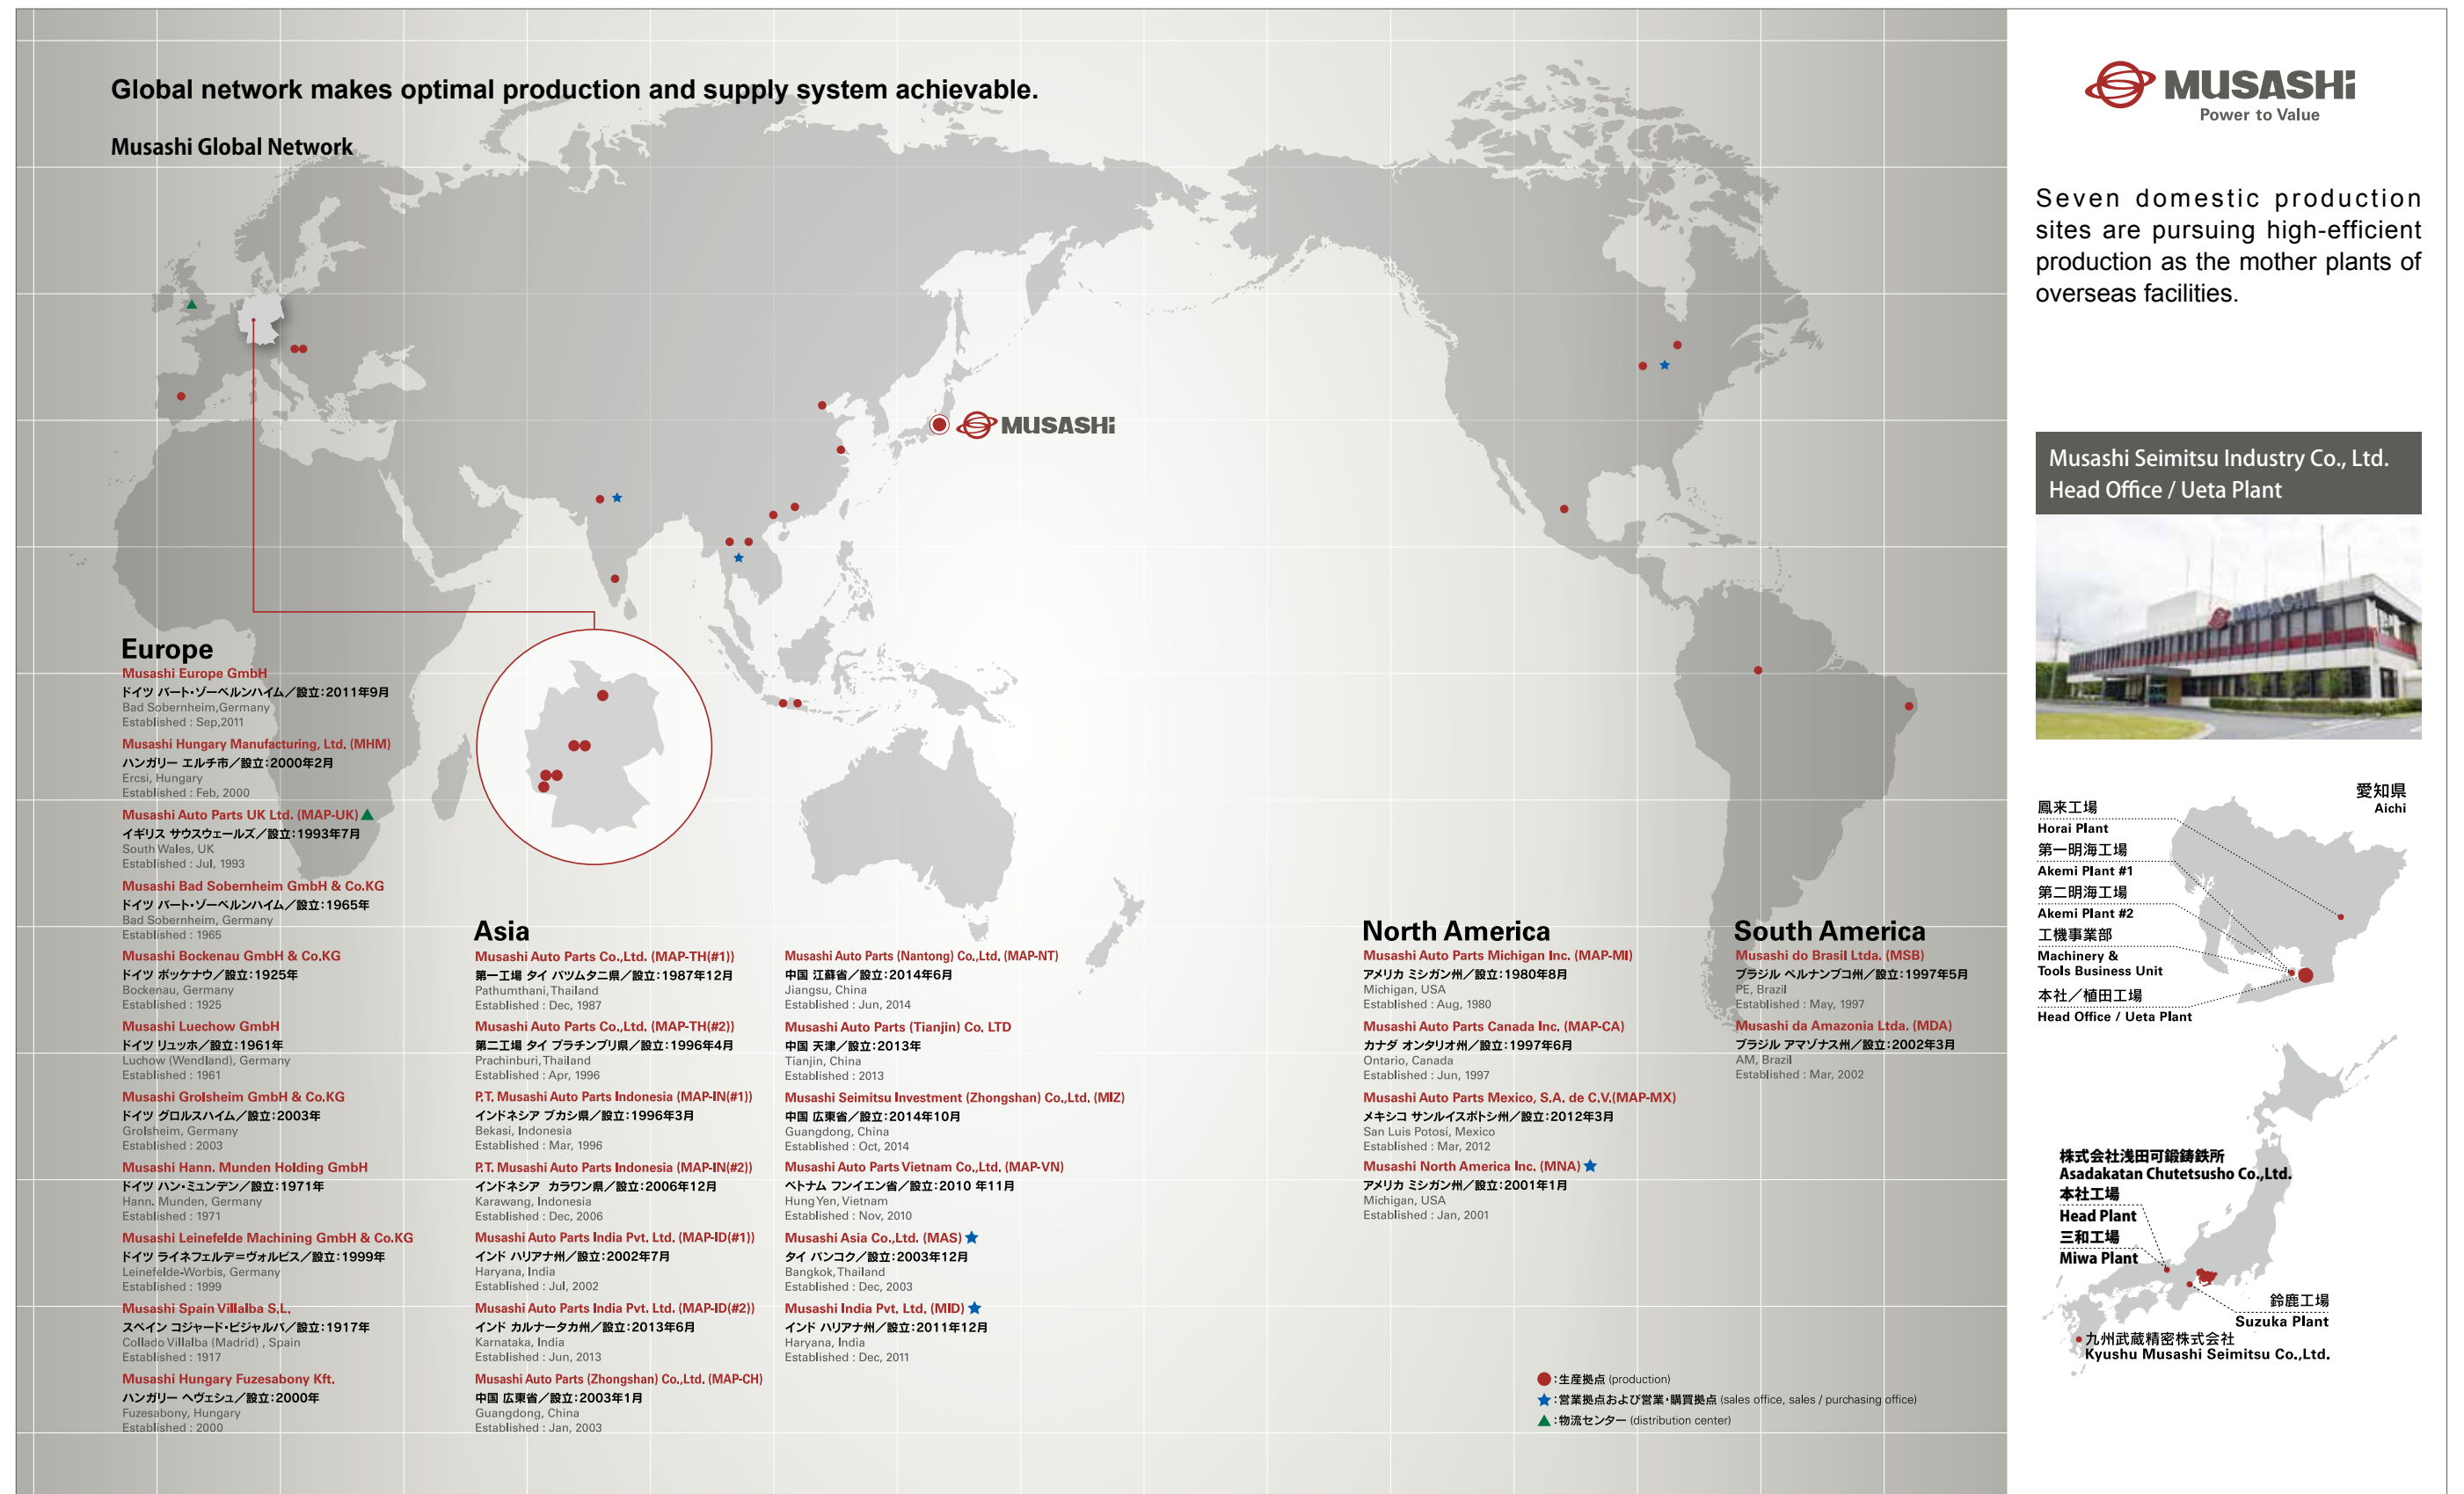 Global network makes optimal production and supply system achievable.
Musashi Global Network
MUSASHi
Europe
Musashi Europe GmbH
ドイツ バート・ゾーベルンハイム／設立：2011年9月
Bad Sobernheim,Germany
Established : Sep,2011
Musashi Hungary Manufacturing, Ltd. (MHM)
ハンガリー エルチ市／設立：2000年2月
Ercsi, Hungary
Established : Feb, 2000
Musashi Auto Parts UK Ltd. (MAP-UK)
イギリス サウスウェールズ／設立：1993年7月
South Wales, UK
Established : Jul, 1993
Musashi Bad Sobernheim GmbH & Co.KG
ドイツ バート・ゾーベルンハイム／設立：1965年
Bad Sobernheim, Germany
Established : 1965
Musashi Bockenau GmbH & Co.KG
ドイツ ボッケナウ／設立：1925年
Bockenau, Germany
Established : 1925
Musashi Luechow GmbH
ドイツ リュッホ／設立：1961年
Luchow (Wendland), Germany
Established : 1961
Musashi Grolsheim GmbH & Co.KG
ドイツ グロルスハイム／設立：2003年
Grolsheim, Germany
Established : 2003
Musashi Hann. Munden Holding GmbH
ドイツ ハン・ミュンデン／設立：1971年
Hann. Munden, Germany
Established : 1971
Musashi Leinefelde Machining GmbH & Co.KG
ドイツ ライネフェルデ＝ヴォルビス／設立：1999年
Leinefelde-Worbis, Germany
Established : 1999
Musashi Spain Villalba S.L.
スペイン コジャード・ビジャルバ／設立：1917年
Collado Villalba (Madrid) , Spain
Established : 1917
Musashi Hungary Fuzesabony Kft.
ハンガリー ヘヴェシュ／設立：2000年
Fuzesabony, Hungary
Established : 2000
Asia
Musashi Auto Parts Co.,Ltd. (MAP-TH(#1))
第一工場 タイ パツムタニ県／設立：1987年12月
Pathumthani, Thailand
Established : Dec, 1987
Musashi Auto Parts Co.,Ltd. (MAP-TH(#2))
第二工場 タイ プラチンブリ県／設立：1996年4月
Prachinburi, Thailand
Established : Apr, 1996
P.T. Musashi Auto Parts Indonesia (MAP-IN(#1))
インドネシア ブカシ県／設立：1996年3月
Bekasi, Indonesia
Established : Mar, 1996
P.T. Musashi Auto Parts Indonesia (MAP-IN(#2))
インドネシア カラワン県／設立：2006年12月
Karawang, Indonesia
Established : Dec, 2006
Musashi Auto Parts India Pvt. Ltd. (MAP-ID(#1))
インド ハリアナ州／設立：2002年7月
Haryana, India
Established : Jul, 2002
Musashi Auto Parts India Pvt. Ltd. (MAP-ID(#2))
インド カルナータカ州／設立：2013年6月
Karnataka, India
Established : Jun, 2013
Musashi Auto Parts (Zhongshan) Co.,Ltd. (MAP-CH)
中国 広東省／設立：2003年1月
Guangdong, China
Established : Jan, 2003
Musashi Auto Parts (Nantong) Co.,Ltd. (MAP-NT)
中国 江蘇省／設立：2014年6月
Jiangsu, China
Established : Jun, 2014
Musashi Auto Parts (Tianjin) Co. LTD
中国 天津／設立：2013年
Tianjin, China
Established : 2013
Musashi Seimitsu Investment (Zhongshan) Co.,Ltd. (MIZ)
中国 広東省／設立：2014年10月
Guangdong, China
Established : Oct, 2014
Musashi Auto Parts Vietnam Co.,Ltd. (MAP-VN)
ベトナム フンイエン省／設立：2010 年11月
Hung Yen, Vietnam
Established : Nov, 2010
Musashi Asia Co.,Ltd. (MAS)
タイ バンコク／設立：2003年12月
Bangkok, Thailand
Established : Dec, 2003
Musashi India Pvt. Ltd. (MID)
インド ハリアナ州／設立：2011年12月
Haryana, India
Established : Dec, 2011
North America
Musashi Auto Parts Michigan Inc. (MAP-MI)
アメリカ ミシガン州／設立：1980年8月
Michigan, USA
Established : Aug, 1980
Musashi Auto Parts Canada Inc. (MAP-CA)
カナダ オンタリオ州／設立：1997年6月
Ontario, Canada
Established : Jun, 1997
Musashi Auto Parts Mexico, S.A. de C.V.(MAP-MX)
メキシコ サンルイスポトシ州／設立：2012年3月
San Luis Potosí, Mexico
Established : Mar, 2012
Musashi North America Inc. (MNA)
アメリカ ミシガン州／設立：2001年1月
Michigan, USA
Established : Jan, 2001
South America
Musashi do Brasil Ltda. (MSB)
ブラジル ペルナンブコ州／設立：1997年5月
PE, Brazil
Established : May, 1997
Musashi da Amazonia Ltda. (MDA)
ブラジル アマゾナス州／設立：2002年3月
AM, Brazil
Established : Mar, 2002
：生産拠点 (production)
：営業拠点および営業・購買拠点 (sales office, sales / purchasing office)
：物流センター (distribution center)
MUSASHi
Power to Value
Seven domestic production
sites are pursuing high-efficient
production as the mother plants of
overseas facilities.
Musashi Seimitsu Industry Co., Ltd.
Head Office / Ueta Plant
MUSASHi
愛知県
Aichi
鳳来工場
Horai Plant
第一明海工場
Akemi Plant #1
第二明海工場
Akemi Plant #2
工機事業部
Machinery &
Tools Business Unit
本社／植田工場
Head Office / Ueta Plant
株式会社浅田可鍛鋳鉄所
Asadakatan Chutetsusho Co.,Ltd.
本社工場
Head Plant
三和工場
Miwa Plant
鈴鹿工場
Suzuka Plant
九州武蔵精密株式会社
Kyushu Musashi Seimitsu Co.,Ltd.